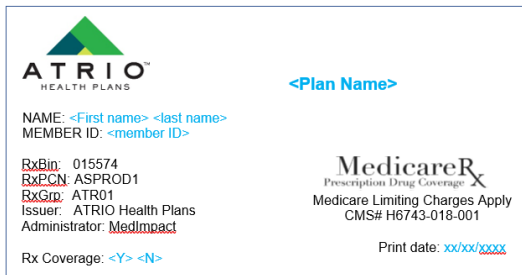 ATRIO™
HEALTH PLANS
<Plan Name>
NAME: <First name> <last name>
MEMBER ID: <member ID>
RxBin: 015574
RxPCN: ASPROD1
RxGrp: ATR01
Issuer: ATRIO Health Plans
Administrator: MedImpact
Rx Coverage: <Y> <N>
MedicareRx
Prescription Drug Coverage
Medicare Limiting Charges Apply
CMS# H6743-018-001
Print date: xx/xx/xxxx